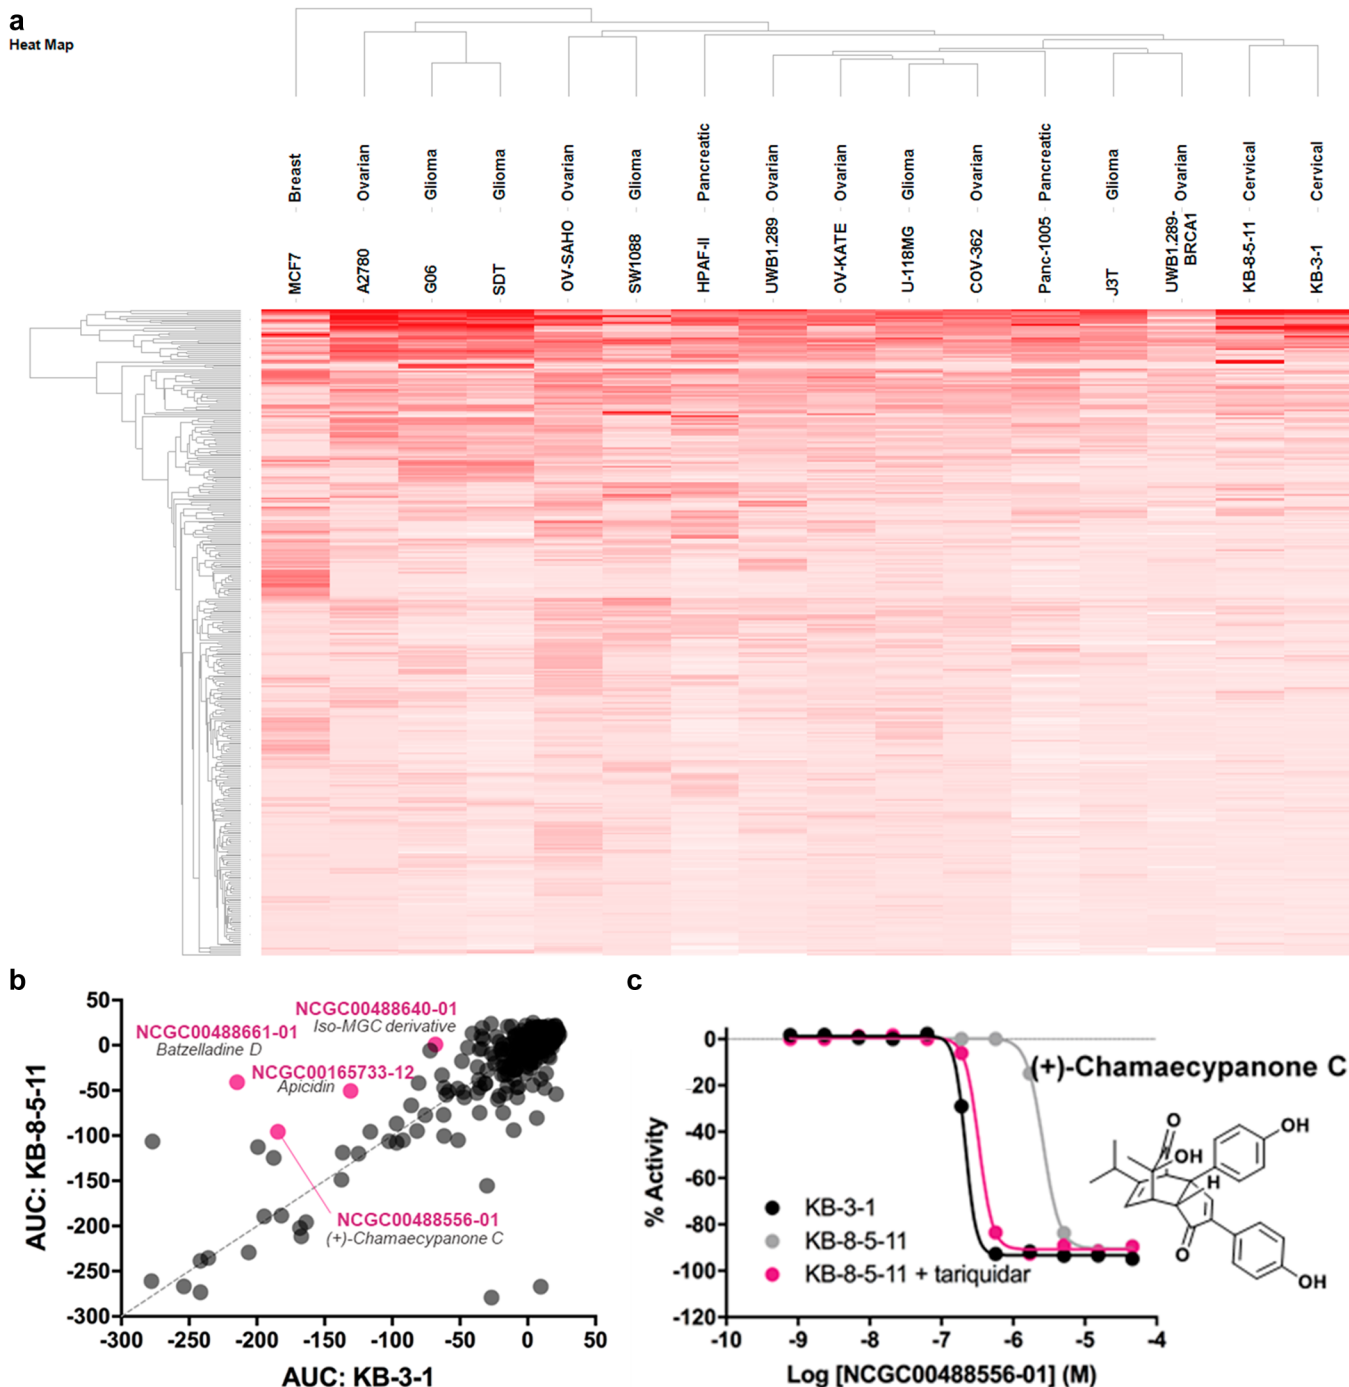 a
Heat Map
Breast
Ovarian
Glioma
Glioma
Ovarian
Glioma
Pancreatic
Ovarian
Ovarian
Glioma
Ovarian
Pancreatic
Glioma
Ovarian
Cervical
Cervical
MCF7
A2780
G06
SDT
OV-SAHO
SW1088
HPAF-II
UWB1.289
OV-KATE
U-118MG
COV-362
Panc-1005
J3T
UWB1.289-
BRCA1
KB-8-5-11
KB-3-1
b
AUC: KB-8-5-11
50
0
-50
-100
-150
-200
-250
-300
NCGC00488640-01
Iso-MGC derivative
NCGC00488661-01
Batzelladine D
NCGC00165733-12
Apicidin
NCGC00488556-01
(+)-Chamaecypanone C
-300
-250
-200
-150
-100
-50
0
50
AUC: KB-3-1
c
% Activity
0
-20
-40
-60
-80
-100
-120
(+)-Chamaecypanone C
O
OH
OH
H
O
OH
KB-3-1
KB-8-5-11
KB-8-5-11 + tariquidar
-10
-9
-8
-7
-6
-5
-4
Log [NCGC00488556-01] (M)